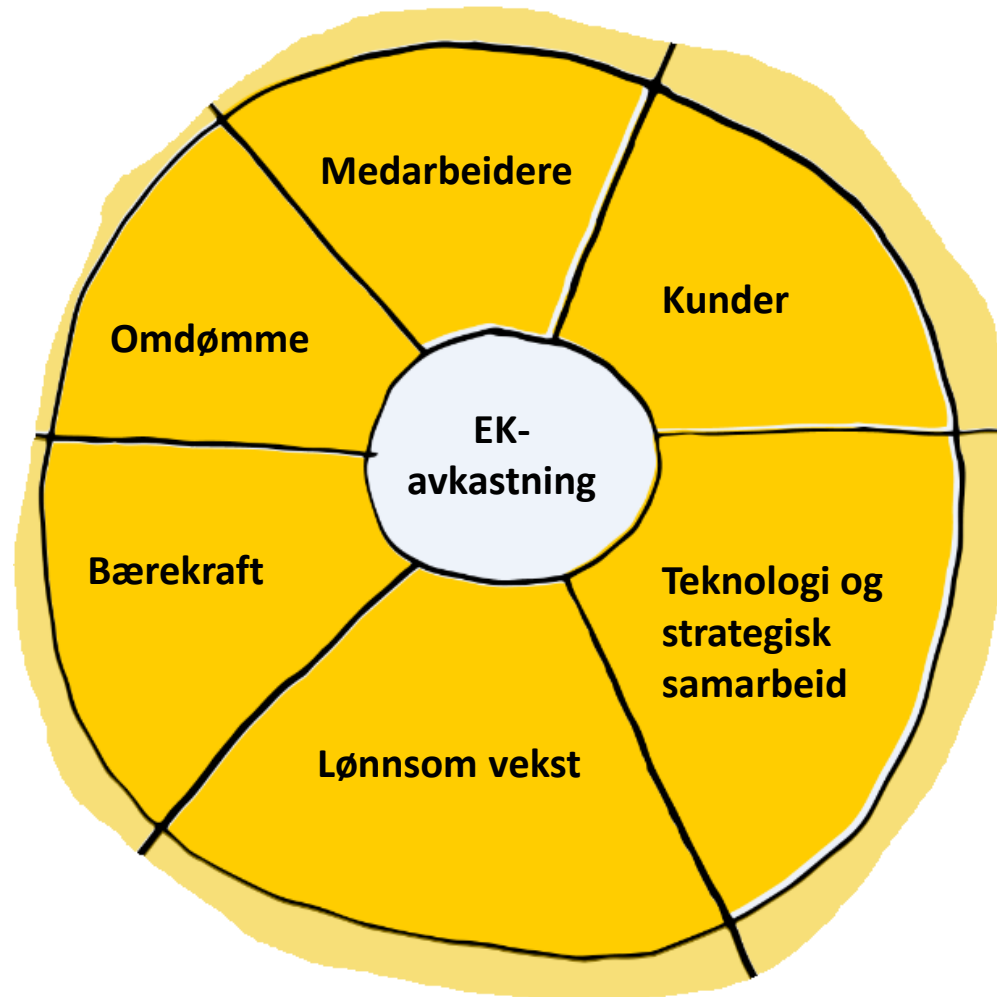 Medarbeidere
Kunder
Omdømme
EK-
avkastning
Bærekraft
Teknologi og
strategisk
samarbeid
Lønnsom vekst